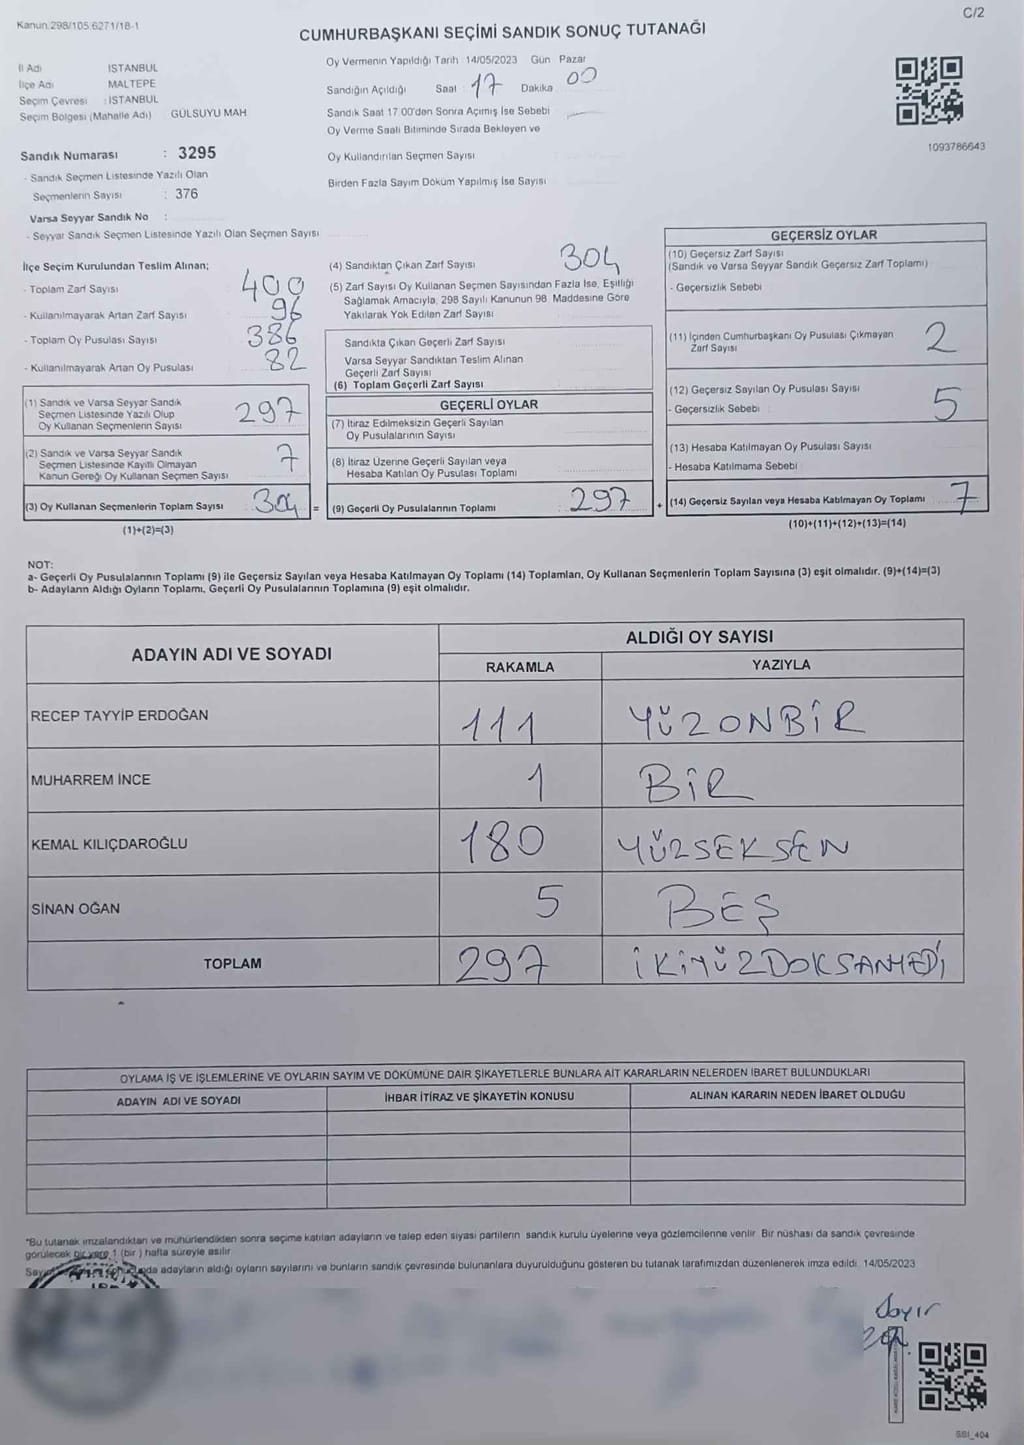 Kanun:298/105 6271/18-1
C/2
CUMHURBAŞKANI SEÇİMİ SANDIK SONUÇ TUTANAĞI
İl Adı İSTANBUL
İlçe Adı MALTEPE
Seçim Çevresi : İSTANBUL
Seçim Bölgesi (Mahalle Adı) GÜLSUYU MAH
Sandık Numarası : 3295
- Sandık Seçmen Listesinde Yazılı Olan
Seçmenlerin Sayısı : 376
Varsa Seyyar Sandık No :
- Seyyar Sandık Seçmen Listesinde Yazılı Olan Seçmen Sayısı
Oy Vermenin Yapıldığı Tarih 14/05/2023 Gün Pazar
Sandığın Açıldığı Saat : 17 Dakika 00
Sandık Saat 17.00'den Sonra Açımış İse Sebebi
Oy Verme Saati Bitiminde Sırada Bekleyen ve
Oy Kullandırılan Seçmen Sayısı
Birden Fazla Sayım Döküm Yapılmış İse Sayısı
1093786643
İlçe Seçim Kurulundan Teslim Alınan;
- Toplam Zarf Sayısı 400
- Kullanılmayarak Artan Zarf Sayısı 96
- Toplam Oy Pusulası Sayısı 386
- Kullanılmayarak Artan Oy Pusulası 82
(1) Sandık ve Varsa Seyyar Sandık
Seçmen Listesinde Yazılı Olup
Oy Kullanan Seçmenlerin Sayısı 297
(2) Sandık ve Varsa Seyyar Sandık
Seçmen Listesinde Kayıtlı Olmayan
Kanun Gereği Oy Kullanan Seçmen Sayısı 7
(3) Oy Kullanan Seçmenlerin Toplam Sayısı 304 =
(1)+(2)=(3)
(4) Sandıktan Çıkan Zarf Sayısı 304
(5) Zarf Sayısı Oy Kullanan Seçmen Sayısından Fazla İse, Eşitliği
Sağlamak Amacıyla, 298 Sayılı Kanunun 98. Maddesine Göre
Yakılarak Yok Edilen Zarf Sayısı
Sandıkta Çıkan Geçerli Zarf Sayısı
Varsa Seyyar Sandıktan Teslim Alınan
Geçerli Zarf Sayısı
(6) Toplam Geçerli Zarf Sayısı
GEÇERLİ OYLAR
(7) İtiraz Edilmeksizin Geçerli Sayılan
Oy Pusulalarının Sayısı
(8) İtiraz Üzerine Geçerli Sayılan veya
Hesaba Katılan Oy Pusulası Toplamı
(9) Geçerli Oy Pusulalarının Toplamı 297 +
GEÇERSİZ OYLAR
(10) Geçersiz Zarf Sayısı
(Sandık ve Varsa Seyyar Sandık Geçersiz Zarf Toplamı)
- Geçersizlik Sebebi
(11) İçinden Cumhurbaşkanı Oy Pusulası Çıkmayan
Zarf Sayısı 2
(12) Geçersiz Sayılan Oy Pusulası Sayısı 5
- Geçersizlik Sebebi
(13) Hesaba Katılmayan Oy Pusulası Sayısı
- Hesaba Katılmama Sebebi
(14) Geçersiz Sayılan veya Hesaba Katılmayan Oy Toplamı 7
(10)+(11)+(12)+(13)=(14)
NOT:
a- Geçerli Oy Pusulalarının Toplamı (9) ile Geçersiz Sayılan veya Hesaba Katılmayan Oy Toplamı (14) Toplamları, Oy Kullanan Seçmenlerin Toplam Sayısına (3) eşit olmalıdır. (9)+(14)=(3)
b- Adayların Aldığı Oyların Toplamı, Geçerli Oy Pusulalarının Toplamına (9) eşit olmalıdır.
ADAYIN ADI VE SOYADI
ALDIĞI OY SAYISI
RAKAMLA YAZIYLA
RECEP TAYYİP ERDOĞAN 111 YÜZONBİR
MUHARREM İNCE 1 BİR
KEMAL KILIÇDAROĞLU 180 YÜZSEKSEN
SİNAN OĞAN 5 BEŞ
TOPLAM 297 İKİYÜZDOKSANYEDİ
OYLAMA İŞ VE İŞLEMLERİNE VE OYLARIN SAYIM VE DÖKÜMÜNE DAİR ŞİKAYETLERLE BUNLARA AİT KARARLARIN NELERDEN İBARET BULUNDUKLARI
ADAYIN ADI VE SOYADI İHBAR İTİRAZ VE ŞİKAYETİN KONUSU ALINAN KARARIN NEDEN İBARET OLDUĞU
*Bu tutanak imzalandıktan ve mühürlendikten sonra seçime katılan adayların ve talep eden siyasi partilerin sandık kurulu üyelerine veya gözlemcilerine verilir. Bir nüshası da sandık çevresinde
görülecek bir yere 1 (bir ) hafta süreyle asılır
adayların aldığı oyların sayılarını ve bunların sandık çevresinde bulunanlara duyurulduğunu gösteren bu tutanak tarafımızdan düzenlenerek imza edildi. 14/05/2023
SBI_404